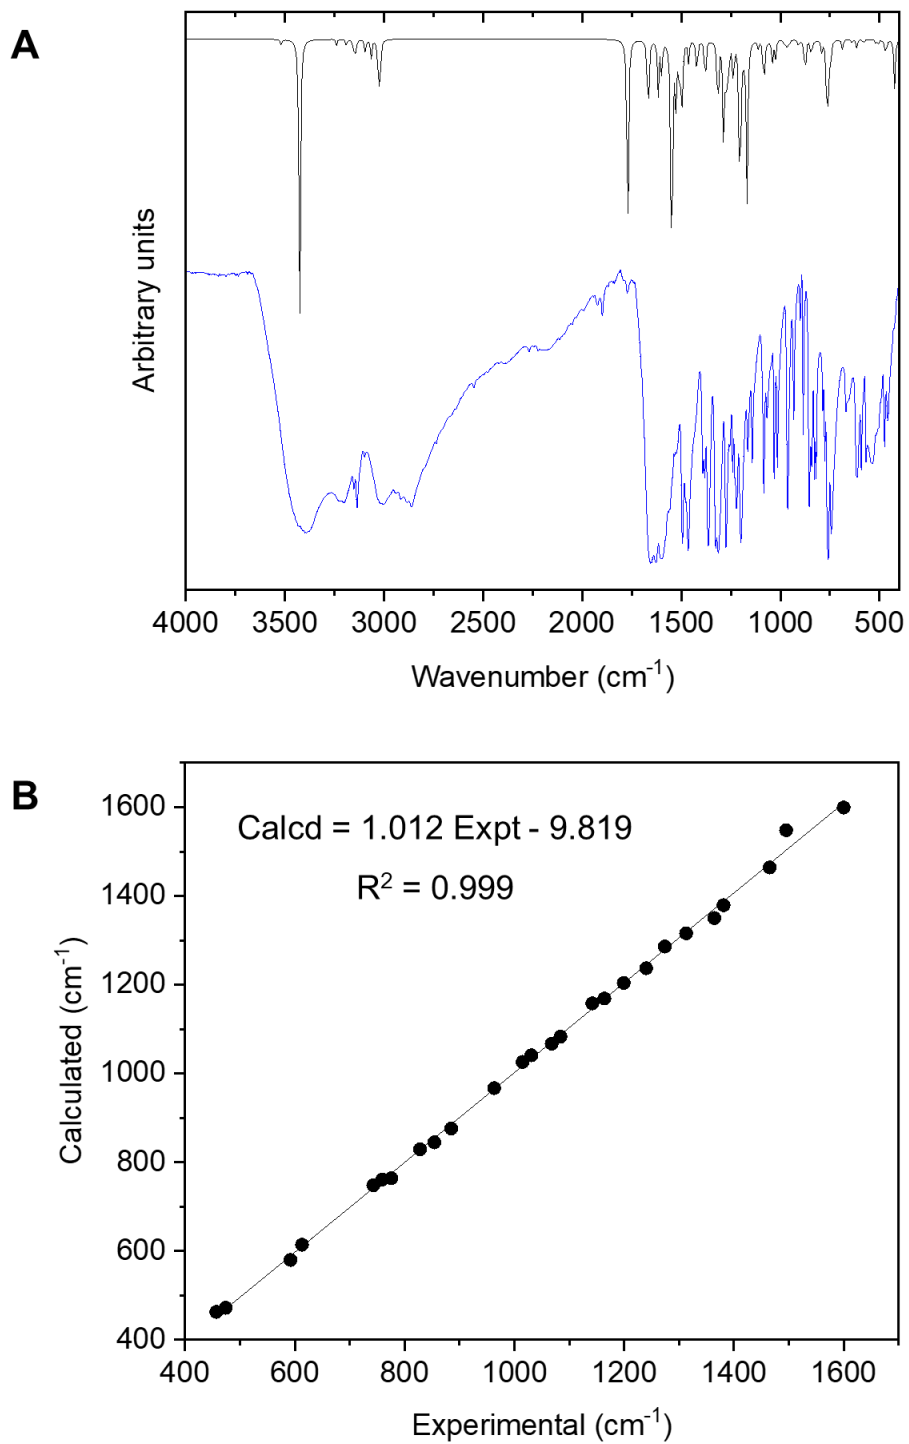 A
Arbitrary units
4000 3500 3000 2500 2000 1500 1000 500
Wavenumber (cm⁻¹)
B
Calcd = 1.012 Expt - 9.819
R² = 0.999
1600
1400
1200
1000
800
600
400
Calculated (cm⁻¹)
400 600 800 1000 1200 1400 1600
Experimental (cm⁻¹)